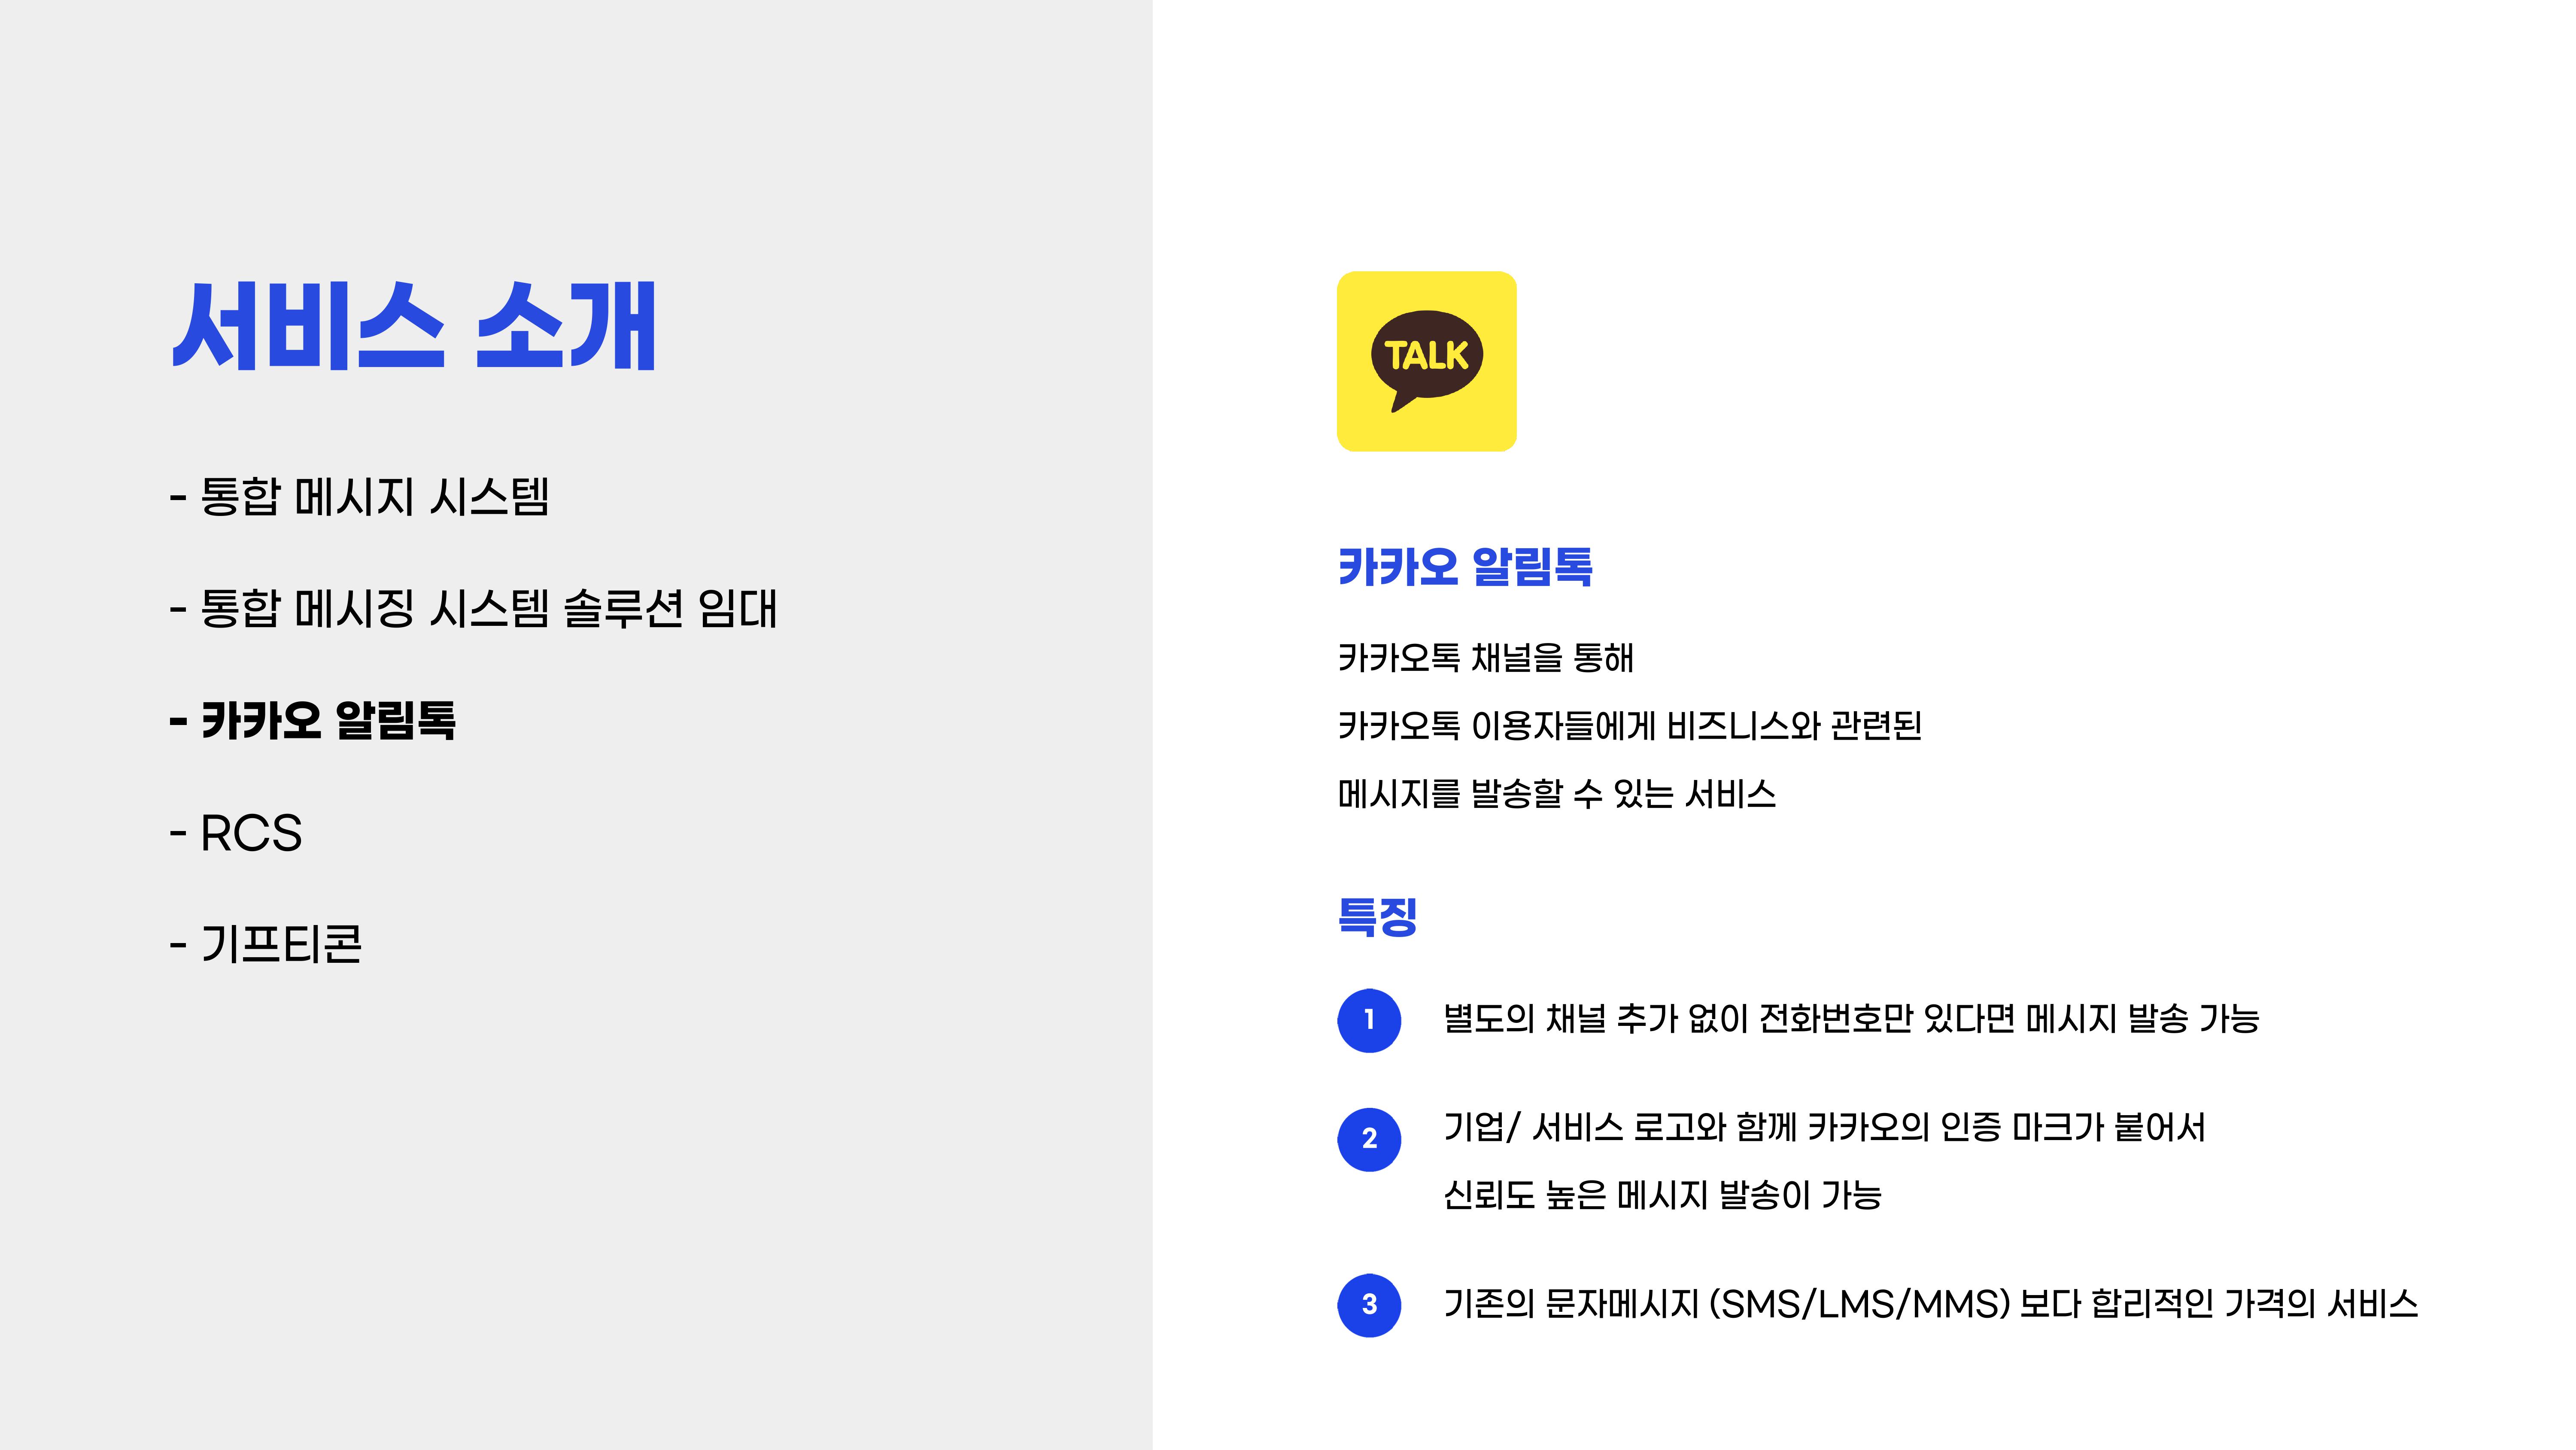 서비스 소개
- 통합 메시지 시스템
- 통합 메시징 시스템 솔루션 임대
- 카카오 알림톡
- RCS
- 기프티콘
TALK
카카오 알림톡
카카오톡 채널을 통해
카카오톡 이용자들에게 비즈니스와 관련된
메시지를 발송할 수 있는 서비스
특징
1 별도의 채널 추가 없이 전화번호만 있다면 메시지 발송 가능
2 기업/ 서비스 로고와 함께 카카오의 인증 마크가 붙어서
신뢰도 높은 메시지 발송이 가능
3 기존의 문자메시지 (SMS/LMS/MMS) 보다 합리적인 가격의 서비스